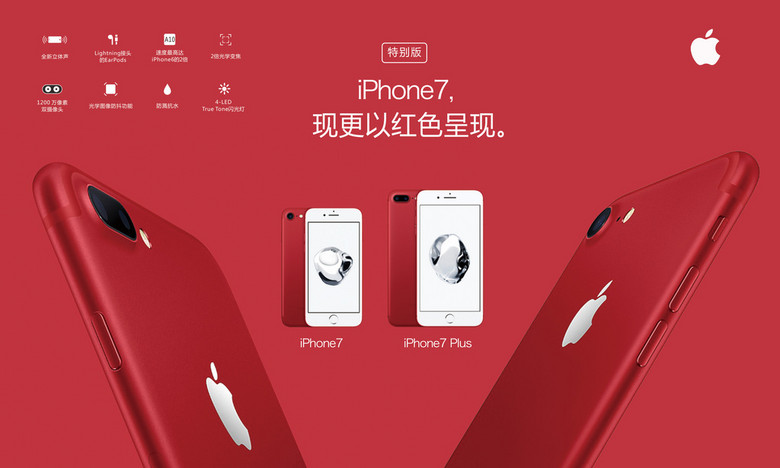 全新立体声
Lightning接头
的EarPods
A10
速度最高达
iPhone6的2倍
2倍光学变焦
1200 万像素
双摄像头
光学图像防抖功能
防溅抗水
4-LED
True Tone闪光灯
特别版
iPhone7,
现更以红色呈现。
iPhone7
iPhone7 Plus